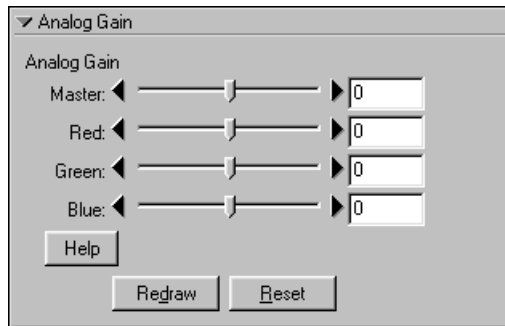 Analog Gain
Analog Gain
Master: 0
Red: 0
Green: 0
Blue: 0
Help
Redraw Reset